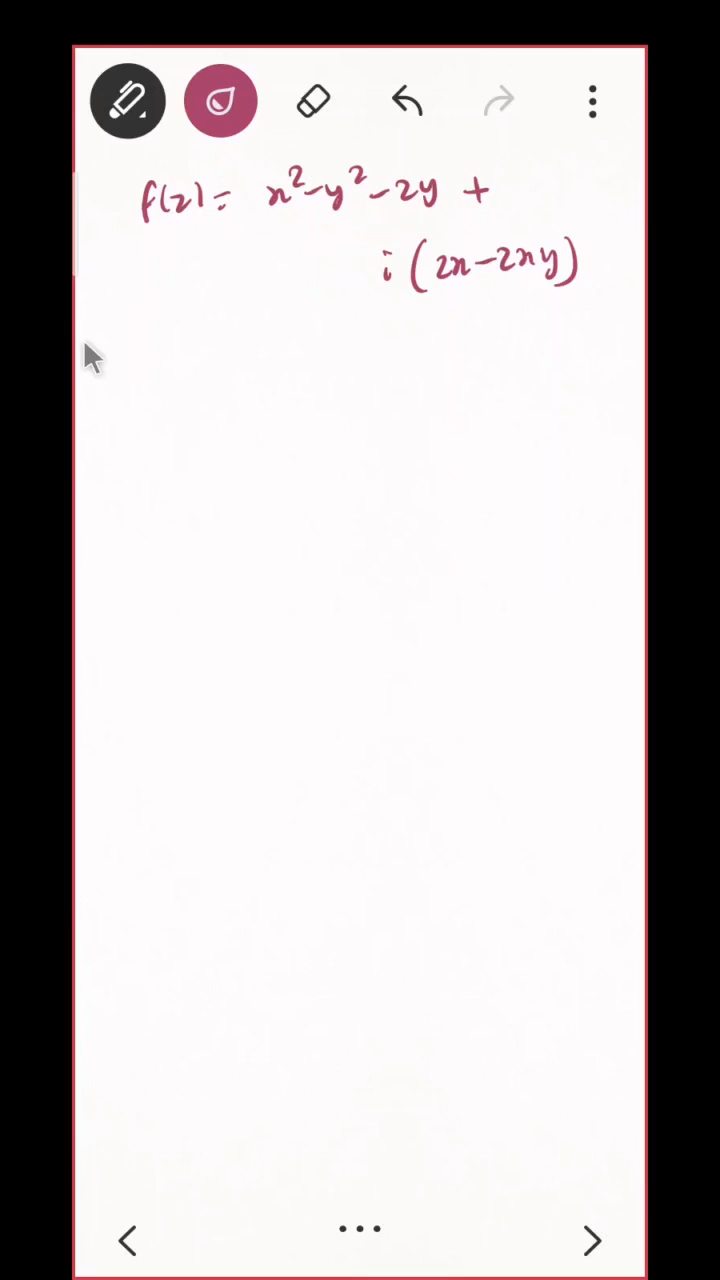 f(z) = x²-y²-2y +
i (2x-2xy)